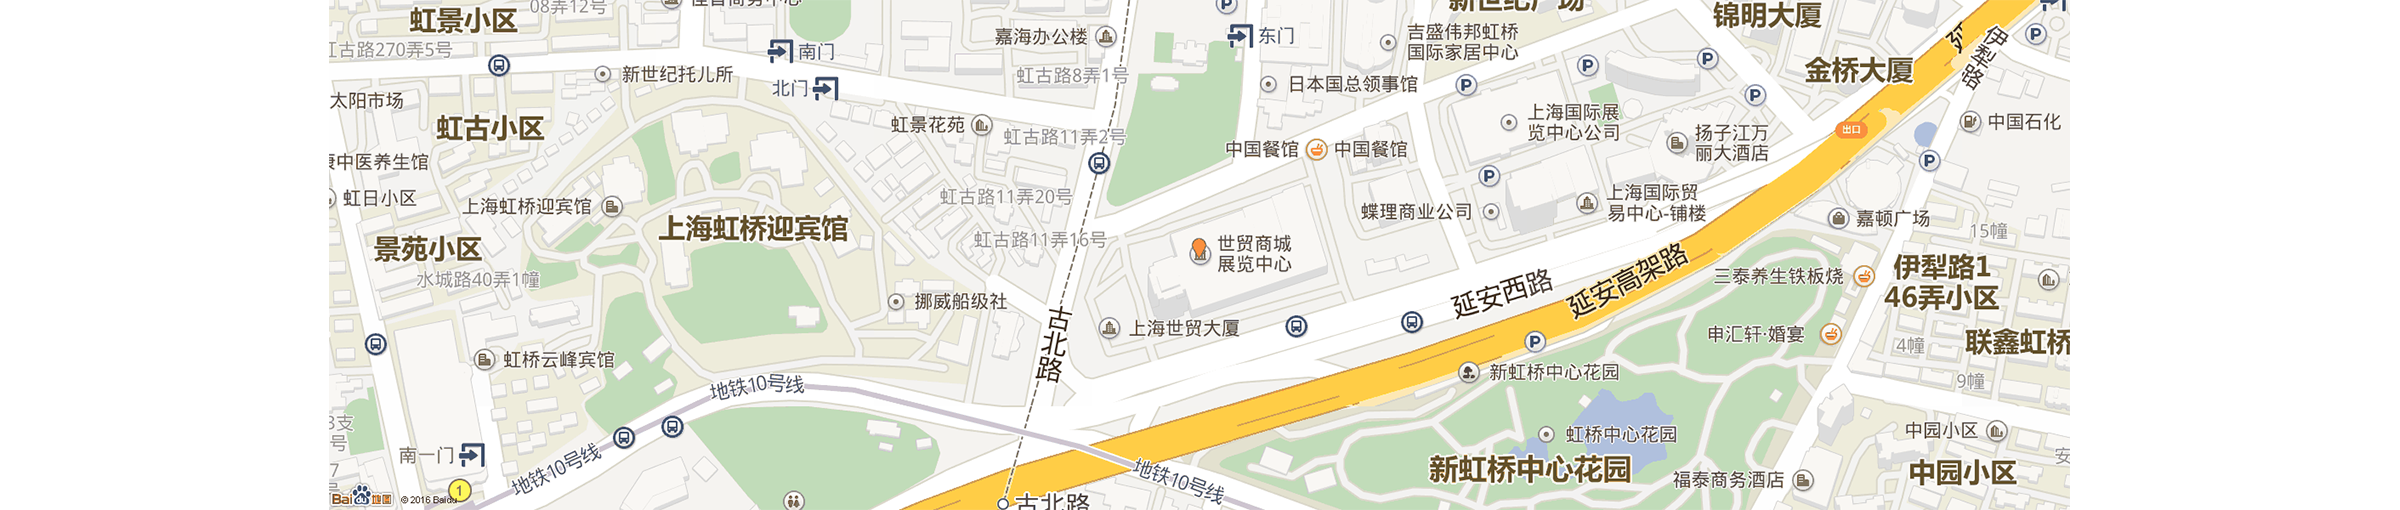 08弄12号
虹景小区
南门
嘉海办公楼
东门
吉盛伟邦虹桥
国际家居中心
锦明大厦
伊犁路
虹古路270弄5号
新世纪托儿所
北门
虹古路8弄1号
日本国总领事馆
P
金桥大厦
太阳市场
虹古小区
虹景花苑
虹古路11弄2号
中国餐馆
中国餐馆
上海国际展
览中心公司
扬子江万
丽大酒店
出口
中国石化
康中医养生馆
虹日小区
上海虹桥迎宾馆
上海虹桥迎宾馆
虹古路11弄20号
蝶理商业公司
上海国际贸
易中心-铺楼
嘉顿广场
15幢
景苑小区
水城路40弄1幢
虹古路11弄16号
世贸商城
展览中心
延安西路
延安高架路
三泰养生铁板烧
伊犁路1
46弄小区
挪威船级社
上海世贸大厦
古北路
申汇轩·婚宴
4幢
联鑫虹桥
虹桥云峰宾馆
地铁10号线
新虹桥中心花园
9幢
虹桥中心花园
中园小区
南一门
地铁10号线
地铁10号线
新虹桥中心花园
福泰商务酒店
中园小区
Bai du 地图
© 2016 Baidu
1
古北路